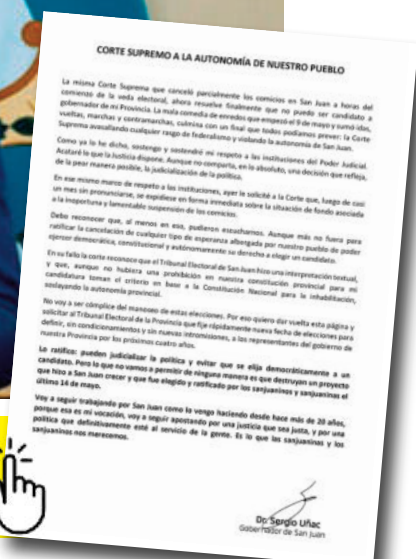 CORTE SUPREMO A LA AUTONOMÍA DE NUESTRO PUEBLO
La misma Corte Suprema que canceló parcialmente los comicios en San Juan a horas del
comienzo de la veda electoral, ahora resuelve finalmente que no puedo ser candidato a
gobernador de mi Provincia. La mala comedia de enredos que empezó el 9 de mayo y sumó idas,
vueltas, marchas y contramarchas, culmina con un final que todos podíamos prever: la Corte
Suprema avasallando cualquier rasgo de federalismo y violando la autonomía de San Juan.
Como ya lo he dicho, sostengo y sostendré mi respeto a las instituciones del Poder Judicial.
Acataré lo que la Justicia dispone. Aunque no comparto, en lo absoluto, una decisión que refleja,
de la peor manera posible, la judicialización de la política.
En ese mismo marco de respeto a las instituciones, ayer le solicité a la Corte que, luego de casi
un mes sin pronunciarse, se expidiese en forma inmediata sobre la situación de fondo asociada
a la inoportuna y lamentable suspensión de los comicios.
Debo reconocer que, al menos en eso, pudieron escucharnos. Aunque más no fuera para
ratificar la cancelación de cualquier tipo de esperanza albergada por nuestro pueblo de poder
ejercer democrática, constitucional y autónomamente su derecho a elegir un candidato.
En su fallo la corte reconoce que el Tribunal Electoral de San Juan hizo una interpretación textual,
y que, aunque no hubiera una prohibición en nuestra constitución provincial para mi
candidatura toman el criterio en base a la Constitución Nacional para la inhabilitación,
soslayando la autonomía provincial.
No voy a ser cómplice del manoseo de estas elecciones. Por eso quiero dar vuelta esta página y
solicitar al Tribunal Electoral de la Provincia que fije rápidamente nueva fecha de elecciones para
definir, sin condicionamientos y sin nuevas intromisiones, a los representantes del gobierno de
nuestra Provincia por los próximos cuatro años.
Lo ratifico: pueden judicializar la política y evitar que se elija democráticamente a un
candidato. Pero lo que no vamos a permitir de ninguna manera es que destruyan un proyecto
que hizo a San Juan crecer y que fue elegido y ratificado por los sanjuaninos y sanjuaninas el
último 14 de mayo.
Voy a seguir trabajando por San Juan como lo vengo haciendo desde hace más de 20 años,
porque esa es mi vocación, voy a seguir apostando por una justicia que sea justa, y por una
política que definitivamente esté al servicio de la gente. Es lo que las sanjuaninas y los
sanjuaninos nos merecemos.
Dr. Sergio Uñac
Gobernador de San Juan